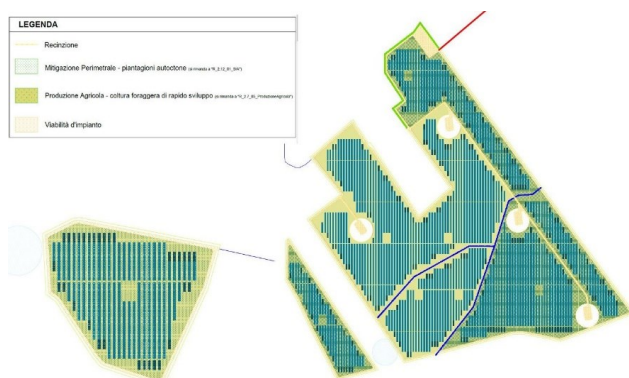 LEGENDA
Recinzione
Mitigazione Perimetrale - piantagioni autoctone
Produzione Agricola - coltura foraggera di rapido sviluppo
Viabilità d'impianto